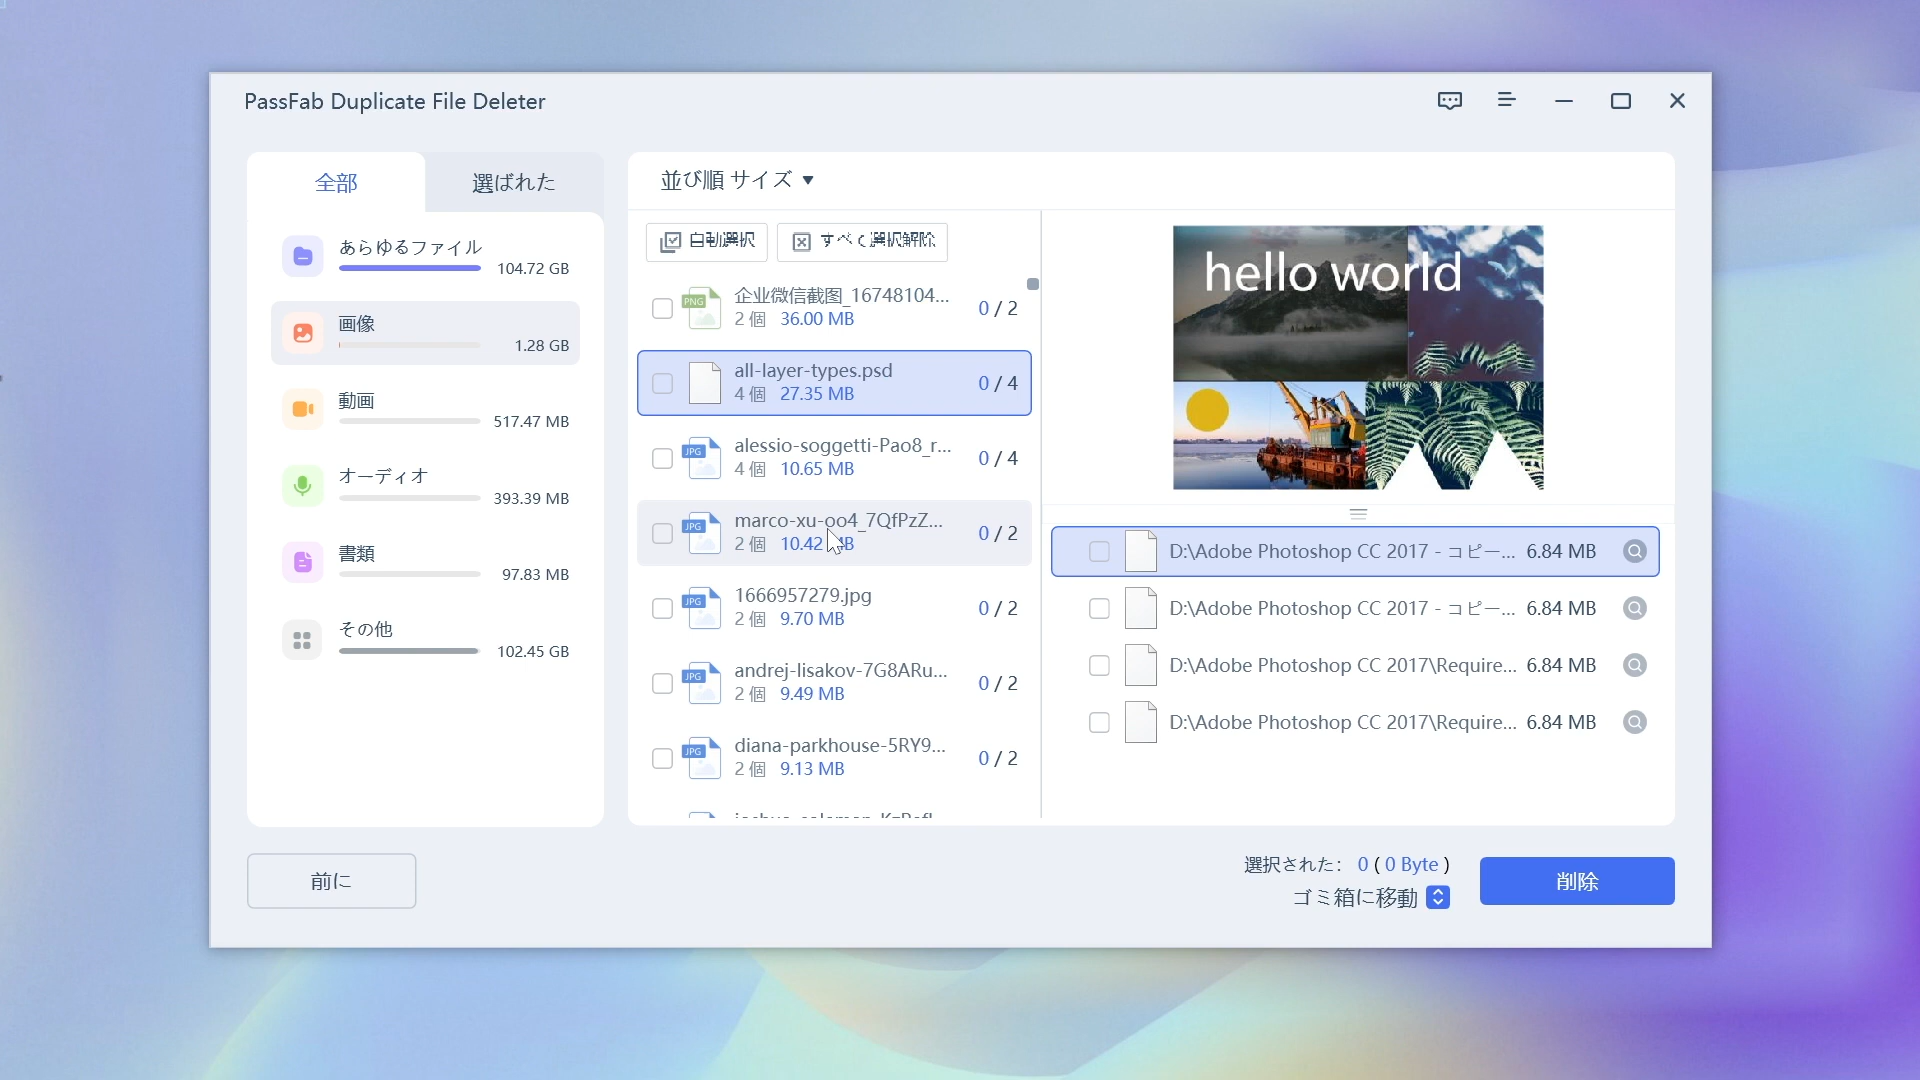 PassFab Duplicate File Deleter
全部
選ばれた
あらゆるファイル
104.72 GB
画像
1.28 GB
動画
517.47 MB
オーディオ
393.39 MB
書類
97.83 MB
その他
102.45 GB
並び順 サイズ ▼
自動選択
すべて選択解除
PNG
企业微信截图_16748104...
2 個 36.00 MB
0 / 2
all-layer-types.psd
4 個 27.35 MB
0 / 4
JPG
alessio-soggetti-Pao8_r...
4 個 10.65 MB
0 / 4
JPG
marco-xu-oo4_7QfPzZ...
2 個 10.42 MB
0 / 2
JPG
1666957279.jpg
2 個 9.70 MB
0 / 2
JPG
andrej-lisakov-7G8ARu...
2 個 9.49 MB
0 / 2
JPG
diana-parkhouse-5RY9...
2 個 9.13 MB
0 / 2
hello world
D:\Adobe Photoshop CC 2017 - コピー... 6.84 MB
D:\Adobe Photoshop CC 2017 - コピー... 6.84 MB
D:\Adobe Photoshop CC 2017\Require... 6.84 MB
D:\Adobe Photoshop CC 2017\Require... 6.84 MB
前に
選択された: 0 ( 0 Byte )
ゴミ箱に移動
削除